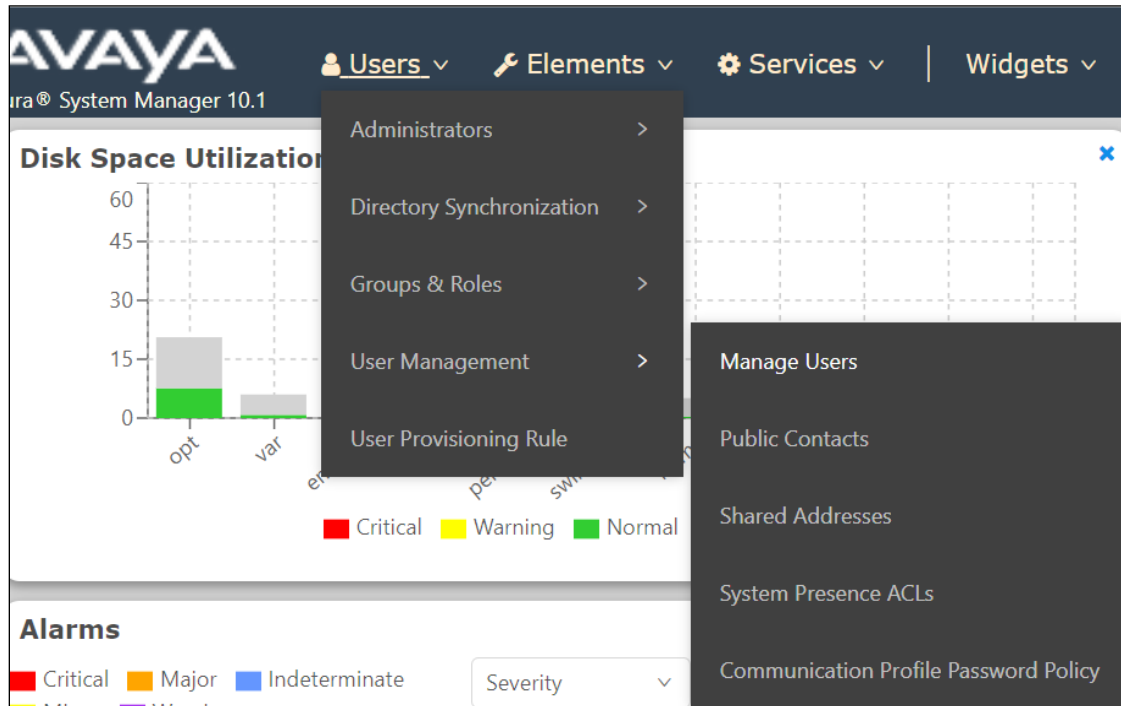 AVAYA
ura® System Manager 10.1
Users
Elements
Services
Widgets
Administrators
Directory Synchronization
Groups & Roles
User Management
User Provisioning Rule
Manage Users
Public Contacts
Shared Addresses
System Presence ACLs
Communication Profile Password Policy
Disk Space Utilization
60
45
30
15
0
opt
var
Critical
Warning
Normal
Alarms
Critical
Major
Indeterminate
Severity